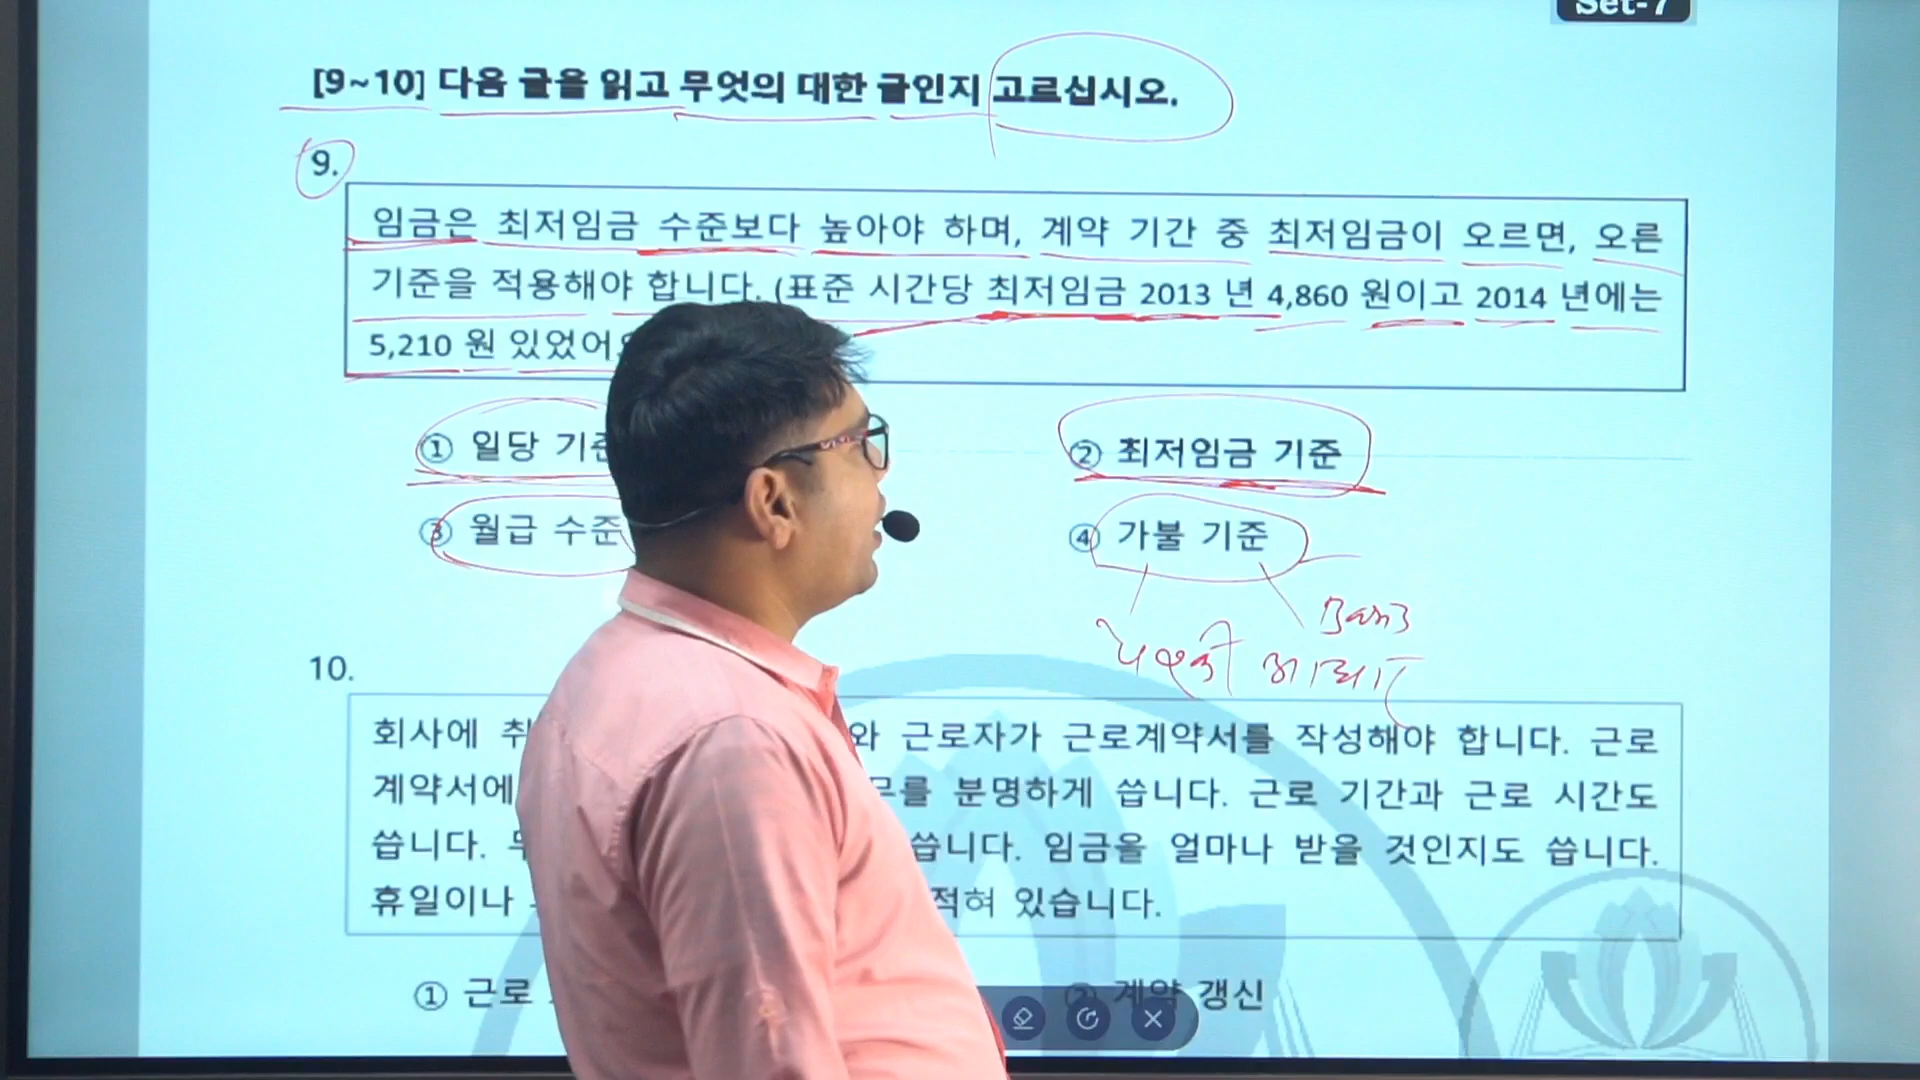 Set-7
[9~10] 다음 글을 읽고 무엇의 대한 글인지 고르십시오.
9.
임금은 최저임금 수준보다 높아야 하며, 계약 기간 중 최저임금이 오르면, 오른
기준을 적용해야 합니다. (표준 시간당 최저임금 2013 년 4,860 원이고 2014 년에는
5,210 원 있었어
① 일당 기준
② 최저임금 기준
③ 월급 수준
④ 가불 기준
10.
회사에 취 와 근로자가 근로계약서를 작성해야 합니다. 근로
계약서에 무를 분명하게 씁니다. 근로 기간과 근로 시간도
씁니다. 씁니다. 임금을 얼마나 받을 것인지도 씁니다.
휴일이나 적혀 있습니다.
① 근로
② 계약 갱신